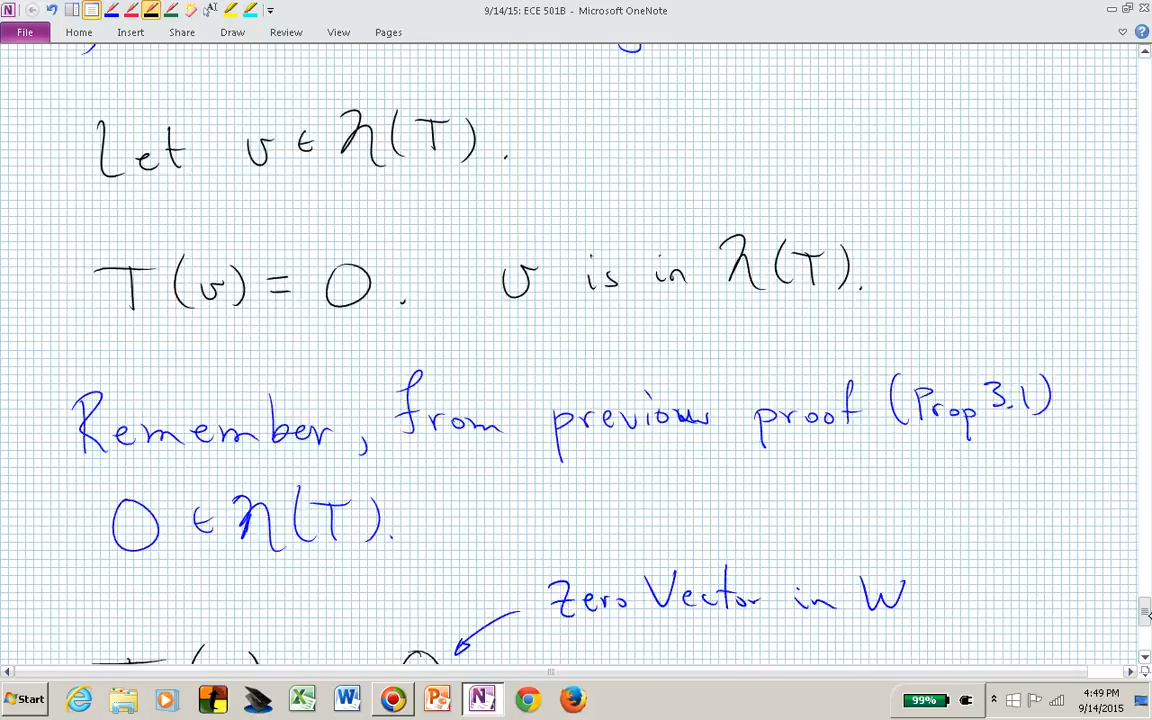 9/14/15: ECE 501B - Microsoft OneNote
File Home Insert Share Draw Review View Pages
Let v ∈ η(T).
T(v) = 0. v is in η(T).
Remember, from previous proof (Prop 3.1)
0 ∈ η(T).
Zero Vector in W
Start
99%
4:49 PM
9/14/2015